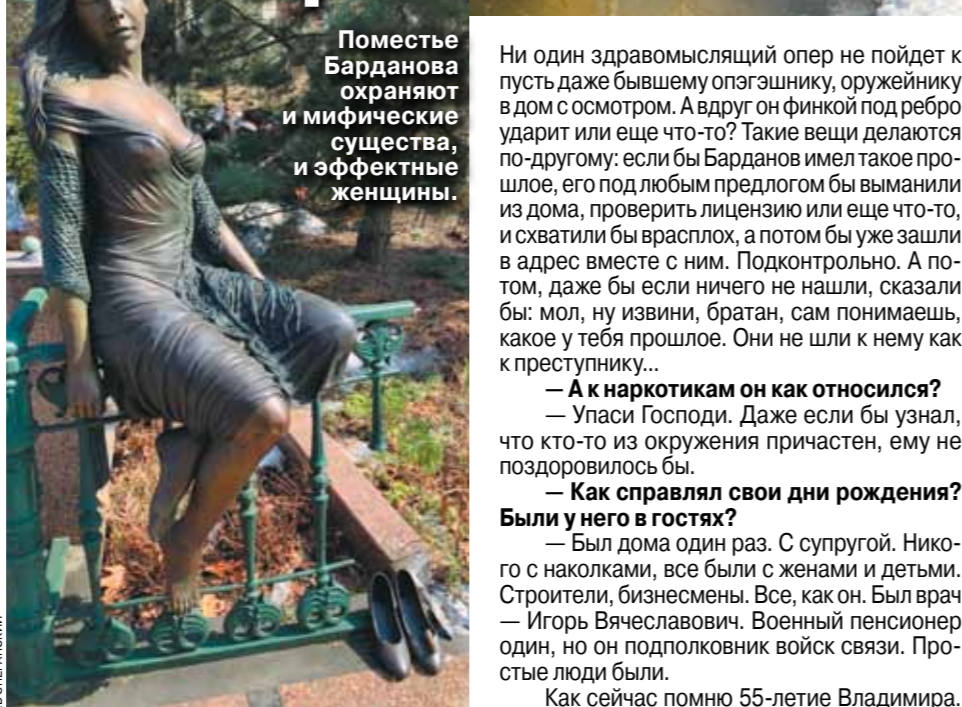 Поместье
Барданова
охраняют
и мифические
существа,
и эффектные
женщины.
Ни один здравомыслящий опер не пойдет к
пусть даже бывшему опэгэшнику, оружейнику
в дом с осмотром. А вдруг он финкой под ребро
ударит или еще что-то? Такие вещи делаются
по-другому: если бы Барданов имел такое про-
шлое, его под любым предлогом бы выманили
из дома, проверить лицензию или еще что-то,
и схватили бы врасплох, а потом бы уже зашли
в адрес вместе с ним. Подконтрольно. А по-
том, даже бы если ничего не нашли, сказали
бы: мол, ну извини, братан, сам понимаешь,
какое у тебя прошлое. Они не шли к нему как
к преступнику...
— А к наркотикам он как относился?
— Упаси Господи. Даже если бы узнал,
что кто-то из окружения причастен, ему не
поздоровилось бы.
— Как справлял свои дни рождения?
Были у него в гостях?
— Был дома один раз. С супругой. Нико-
го с наколками, все были с женами и детьми.
Строители, бизнесмены. Все, как он. Был врач
— Игорь Вячеславович. Военный пенсионер
один, но он подполковник войск связи. Про-
стые люди были.
Как сейчас помню 55-летие Владимира.